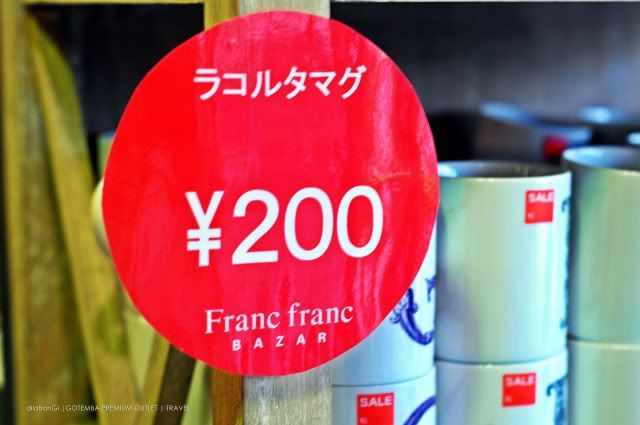 ラコルタマグ
¥200
Franc franc
BAZAR
SALE
SALE
SALE
GOTEMBA PREMIUM OUTLET | TRAVEL